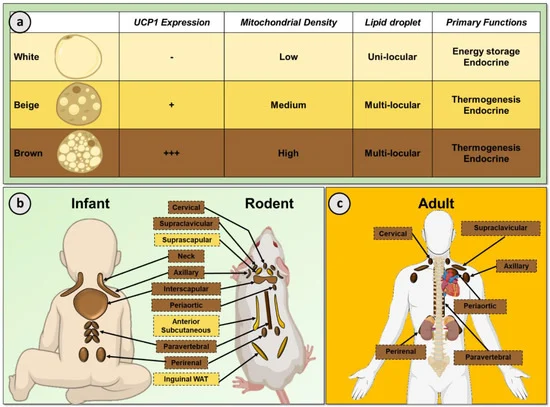 a
UCP1 Expression Mitochondrial Density Lipid droplet Primary Functions
White - Low Uni-locular Energy storage
Endocrine
Beige + Medium Multi-locular Thermogenesis
Endocrine
Brown +++ High Multi-locular Thermogenesis
Endocrine
b
Infant
Rodent
Cervical
Supraclavicular
Suprascapular
Neck
Axillary
Interscapular
Periaortic
Anterior
Subcutaneous
Paravertebral
Perirenal
Inguinal WAT
c
Adult
Cervical
Supraclavicular
Axillary
Periaortic
Perirenal
Paravertebral